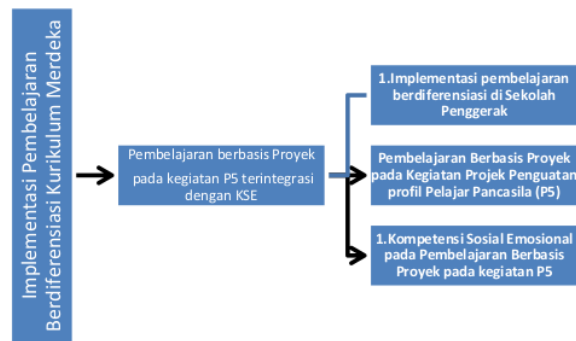 Implementasi Pembelajaran
Berdiferensiasi Kurikulum Merdeka
Pembelajaran berbasis Proyek
pada kegiatan P5 terintegrasi
dengan KSE
1.Implementasi pembelajaran
berdiferensiasi di Sekolah
Penggerak
Pembelajaran Berbasis Proyek
pada Kegiatan Projek Penguatan
profil Pelajar Pancasila (P5)
1.Kompetensi Sosial Emosional
pada Pembelajaran Berbasis
Proyek pada kegiatan P5